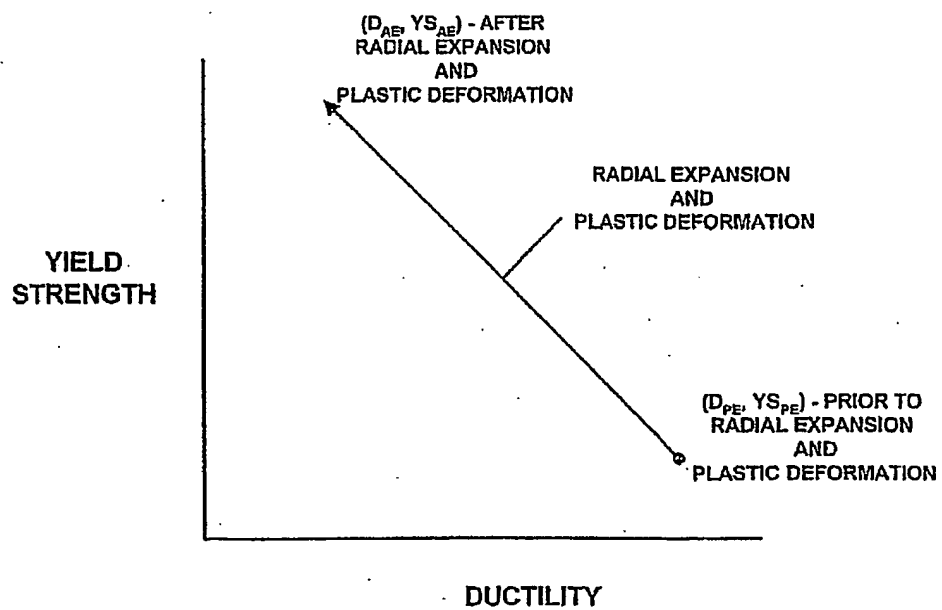 (D_AE, YS_AE) - AFTER
RADIAL EXPANSION
AND
PLASTIC DEFORMATION
RADIAL EXPANSION
AND
PLASTIC DEFORMATION
YIELD
STRENGTH
(D_PE, YS_PE) - PRIOR TO
RADIAL EXPANSION
AND
PLASTIC DEFORMATION
DUCTILITY